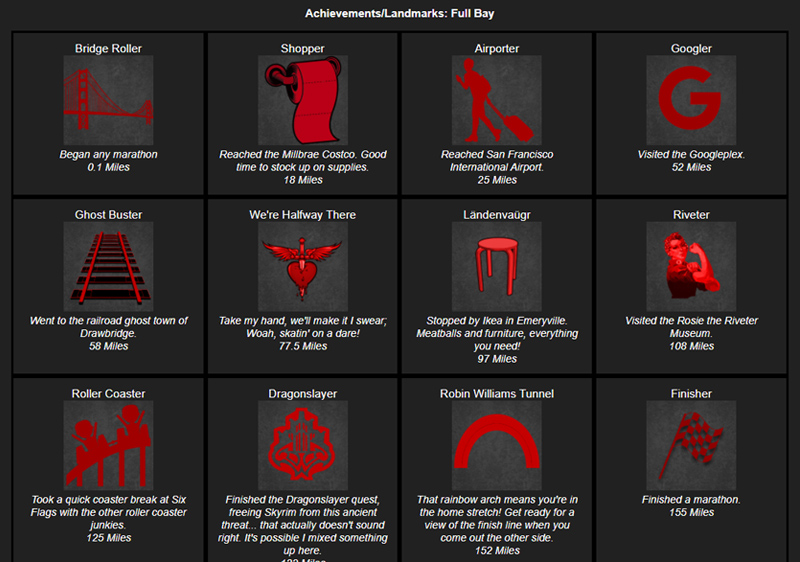 Achievements/Landmarks: Full Bay
Bridge Roller
Began any marathon
0.1 Miles
Shopper
Reached the Millbrae Costco. Good
time to stock up on supplies.
18 Miles
Airporter
Reached San Francisco
International Airport.
25 Miles
Googler
G
Visited the Googleplex.
52 Miles
Ghost Buster
Went to the railroad ghost town of
Drawbridge.
58 Miles
We're Halfway There
Take my hand, we'll make it I swear;
Woah, skatin' on a dare!
77.5 Miles
Ländenvaügr
Stopped by Ikea in Emeryville.
Meatballs and furniture, everything
you need!
97 Miles
Riveter
Visited the Rosie the Riveter
Museum.
108 Miles
Roller Coaster
Took a quick coaster break at Six
Flags with the other roller coaster
junkies.
125 Miles
Dragonslayer
Finished the Dragonslayer quest,
freeing Skyrim from this ancient
threat... that actually doesn't sound
right. It's possible I mixed something
up here.
Miles
Robin Williams Tunnel
That rainbow arch means you're in
the home stretch! Get ready for a
view of the finish line when you
come out the other side.
152 Miles
Finisher
Finished a marathon.
155 Miles